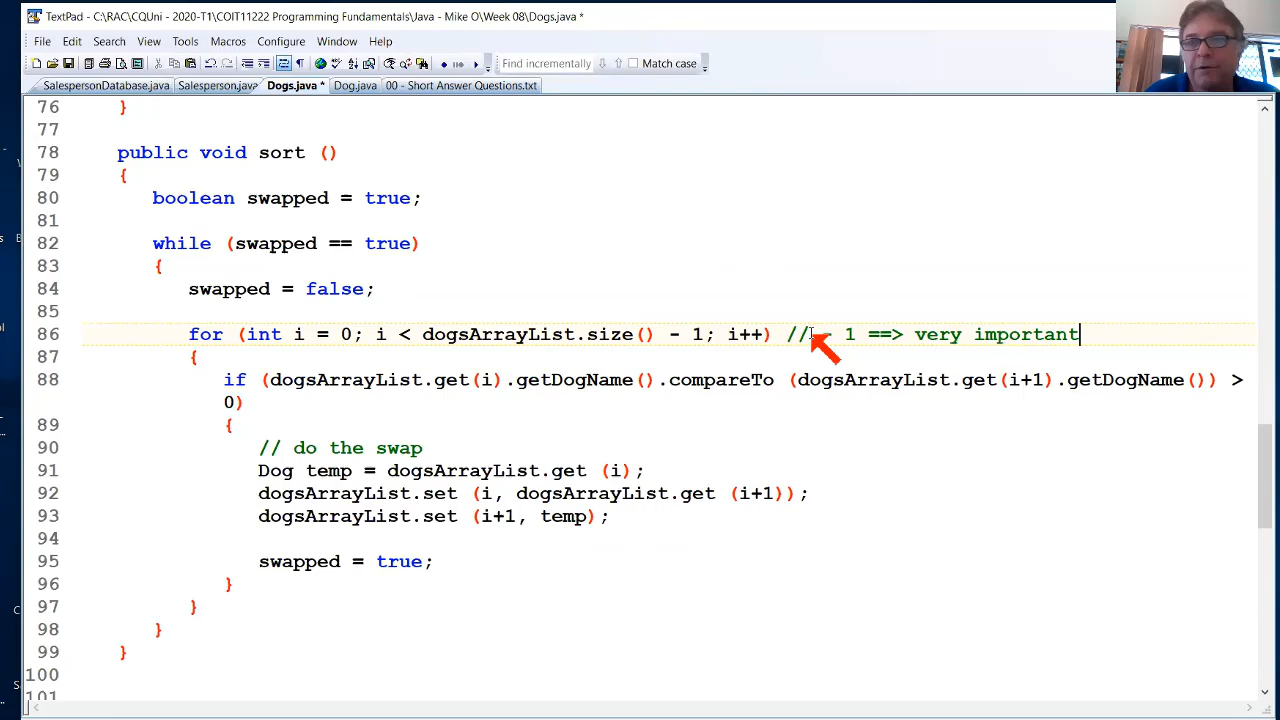 TextPad - C:\RAC\CQUni - 2020-T1\COIT11222 Programming Fundamentals\Java - Mike O\Week 08\Dogs.java *
File Edit Search View Tools Macros Configure Window Help
Find incrementally Match case
SalespersonDatabase.java Salesperson.java Dogs.java * Dog.java 00 - Short Answer Questions.txt
76 }
77
78 public void sort ()
79 {
80 boolean swapped = true;
81
82 while (swapped == true)
83 {
84 swapped = false;
85
86 for (int i = 0; i < dogsArrayList.size() - 1; i++) // - 1 ==> very important
87 {
88 if (dogsArrayList.get(i).getDogName().compareTo (dogsArrayList.get(i+1).getDogName()) >
0)
89 {
90 // do the swap
91 Dog temp = dogsArrayList.get (i);
92 dogsArrayList.set (i, dogsArrayList.get (i+1));
93 dogsArrayList.set (i+1, temp);
94
95 swapped = true;
96 }
97 }
98 }
99 }
100
101